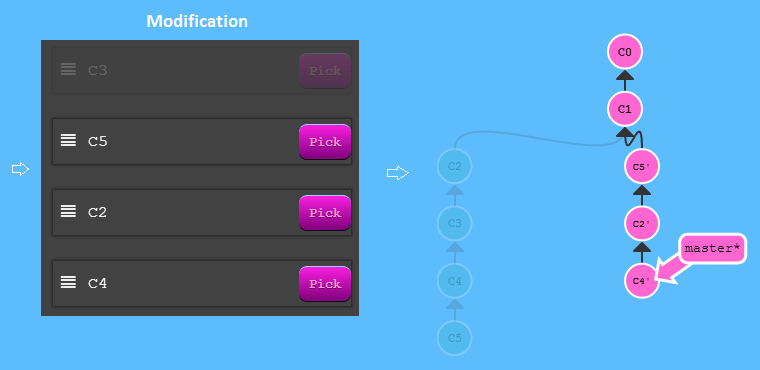 Modification
C3 Pick
C5 Pick
C2 Pick
C4 Pick
C0
C1
C2
C3
C4
C5
C5'
C2'
C4'
master*